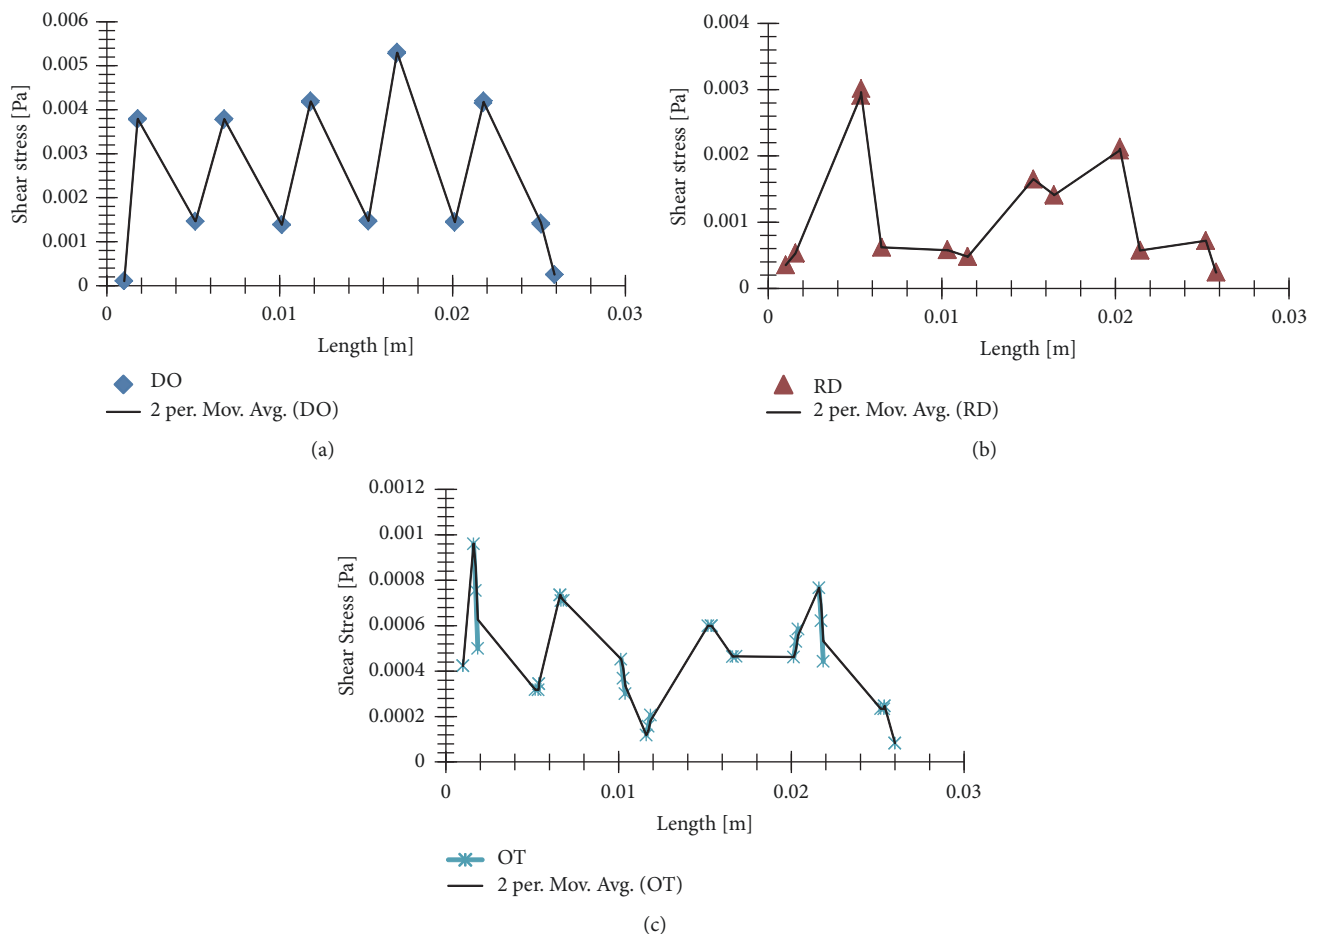 0.006
0.005
0.004
0.003
0.002
0.001
0
Shear stress [Pa]
0 0.01 0.02 0.03
Length [m]
DO
2 per. Mov. Avg. (DO)
(a)
0.004
0.003
0.002
0.001
0
Shear stress [Pa]
0 0.01 0.02 0.03
Length [m]
RD
2 per. Mov. Avg. (RD)
(b)
0.0012
0.001
0.0008
0.0006
0.0004
0.0002
0
Shear Stress [Pa]
0 0.01 0.02 0.03
Length [m]
OT
2 per. Mov. Avg. (OT)
(c)